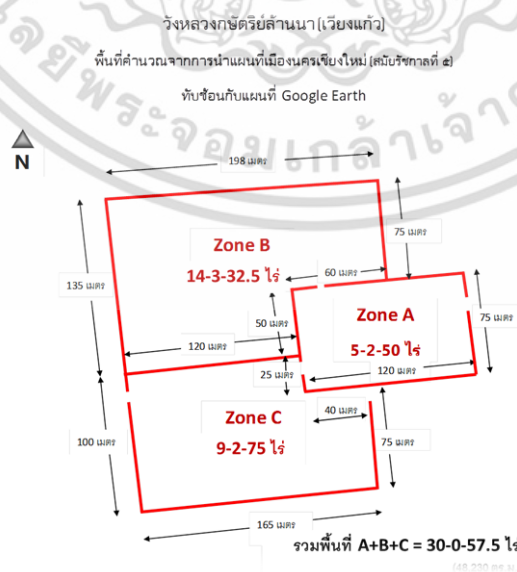 วังหลวงกษัตริย์ล้านนา (เวียงแก้ว)
พื้นที่คำนวณจากการนำแผนที่เมืองนครเชียงใหม่ (สมัยรัชกาลที่ ๕)
ทับซ้อนกับแผนที่ Google Earth
N
198 เมตร
75 เมตร
Zone B
14-3-32.5 ไร่
60 เมตร
135 เมตร
50 เมตร
Zone A
5-2-50 ไร่
75 เมตร
120 เมตร
25 เมตร
120 เมตร
Zone C
9-2-75 ไร่
40 เมตร
100 เมตร
75 เมตร
165 เมตร
รวมพื้นที่ A+B+C = 30-0-57.5 ไร่
(48,230 ตร.ม.